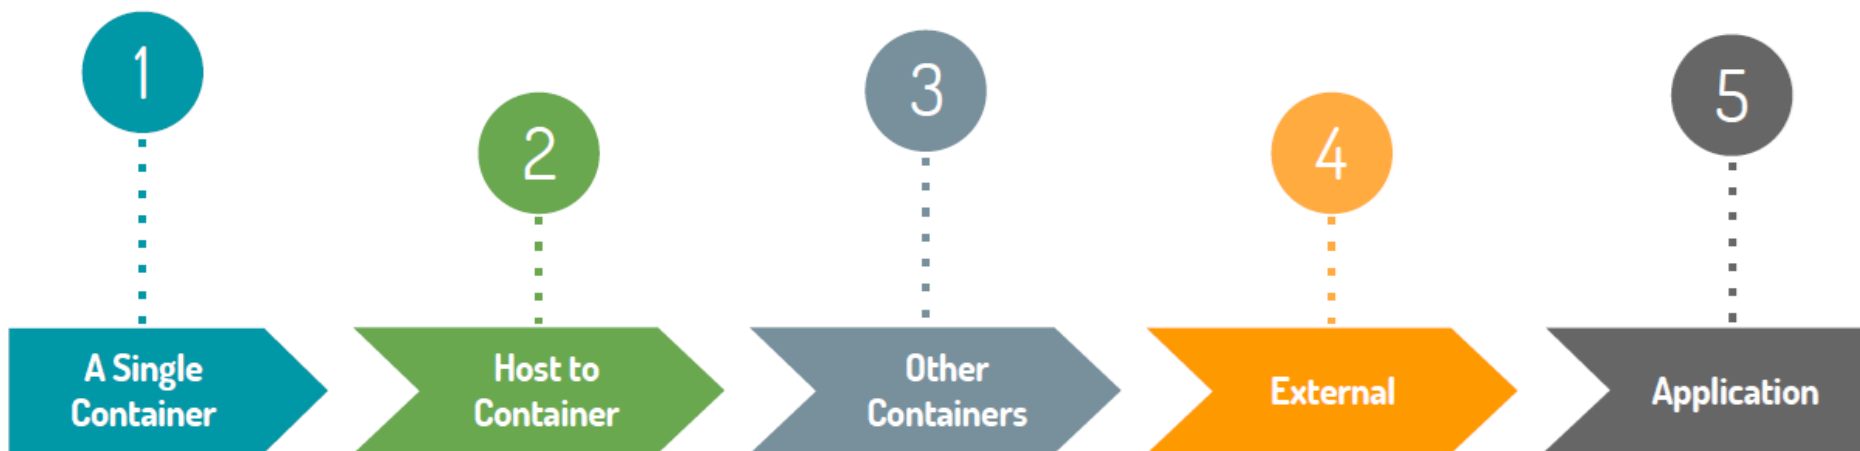 1
2
3
4
5
A Single
Container
Host to
Container
Other
Containers
External
Application